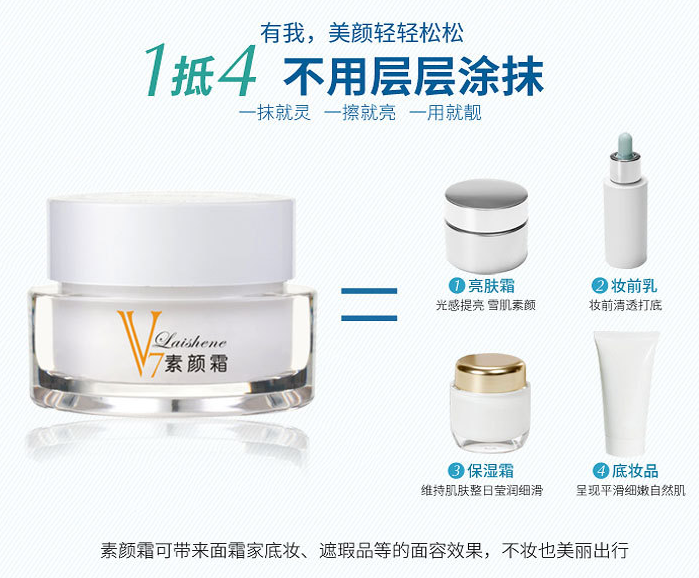 有我，美颜轻轻松松
1抵4 不用层层涂抹
一抹就灵 一擦就亮 一用就靓
V7
Laishene
素颜霜
=
1 亮肤霜
光感提亮 雪肌素颜
2 妆前乳
妆前清透打底
3 保湿霜
维持肌肤整日莹润细滑
4 底妆品
呈现平滑细嫩自然肌
素颜霜可带来面霜家底妆、遮瑕品等的面容效果，不妆也美丽出行